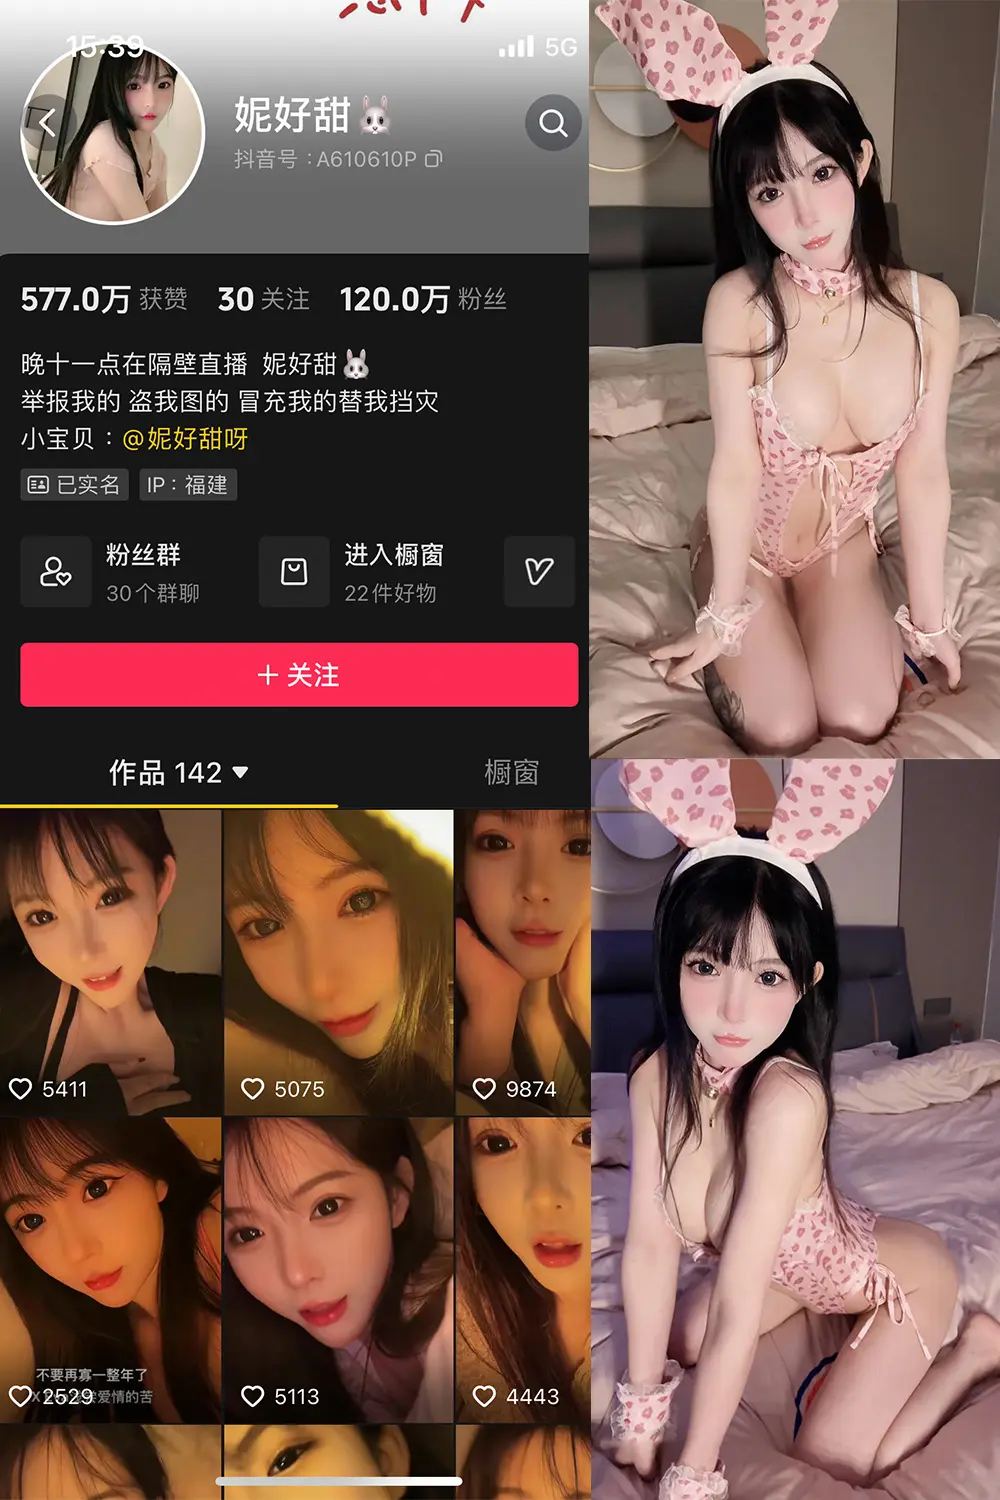 15:39
5G
妮好甜🐰
抖音号：A610610P
577.0万 获赞 30 关注 120.0万 粉丝
晚十一点在隔壁直播 妮好甜🐰
举报我的 盗我图的 冒充我的替我挡灾
小宝贝：@妮好甜呀
已实名 IP：福建
粉丝群
30个群聊
进入橱窗
22件好物
+ 关注
作品 142 橱窗
5411 5075 9874
不要再寡一整年了
2529 爱情的苦
5113 4443